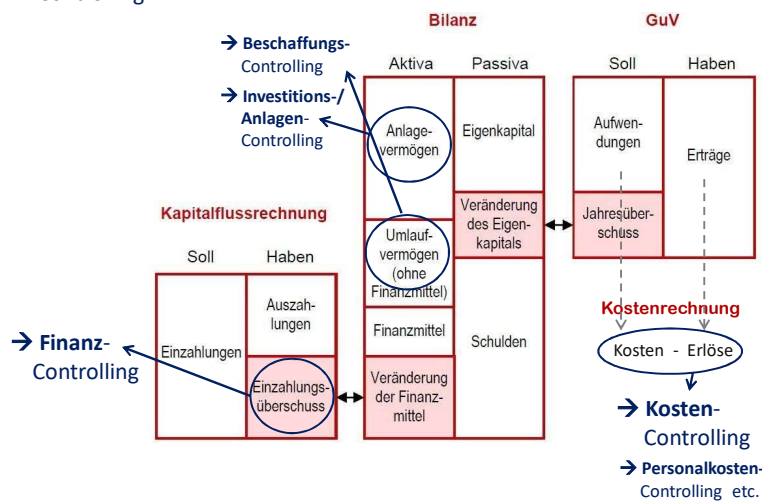 Bilanz
GuV
→ Beschaffungs-
Controlling
→ Investitions-/
Anlagen-
Controlling
Aktiva
Passiva
Soll
Haben
Anlage-
vermögen
Eigenkapital
Aufwen-
dungen
Erträge
Veränderung
des Eigen-
kapitals
Jahresüber-
schuss
Umlauf-
vermögen
(ohne
Finanzmittel)
Finanzmittel
Schulden
Veränderung
der Finanz-
mittel
Kapitalflussrechnung
Soll
Haben
Einzahlungen
Auszah-
lungen
Einzahlungs-
überschuss
→ Finanz-
Controlling
Kostenrechnung
Kosten - Erlöse
→ Kosten-
Controlling
→ Personalkosten-
Controlling etc.